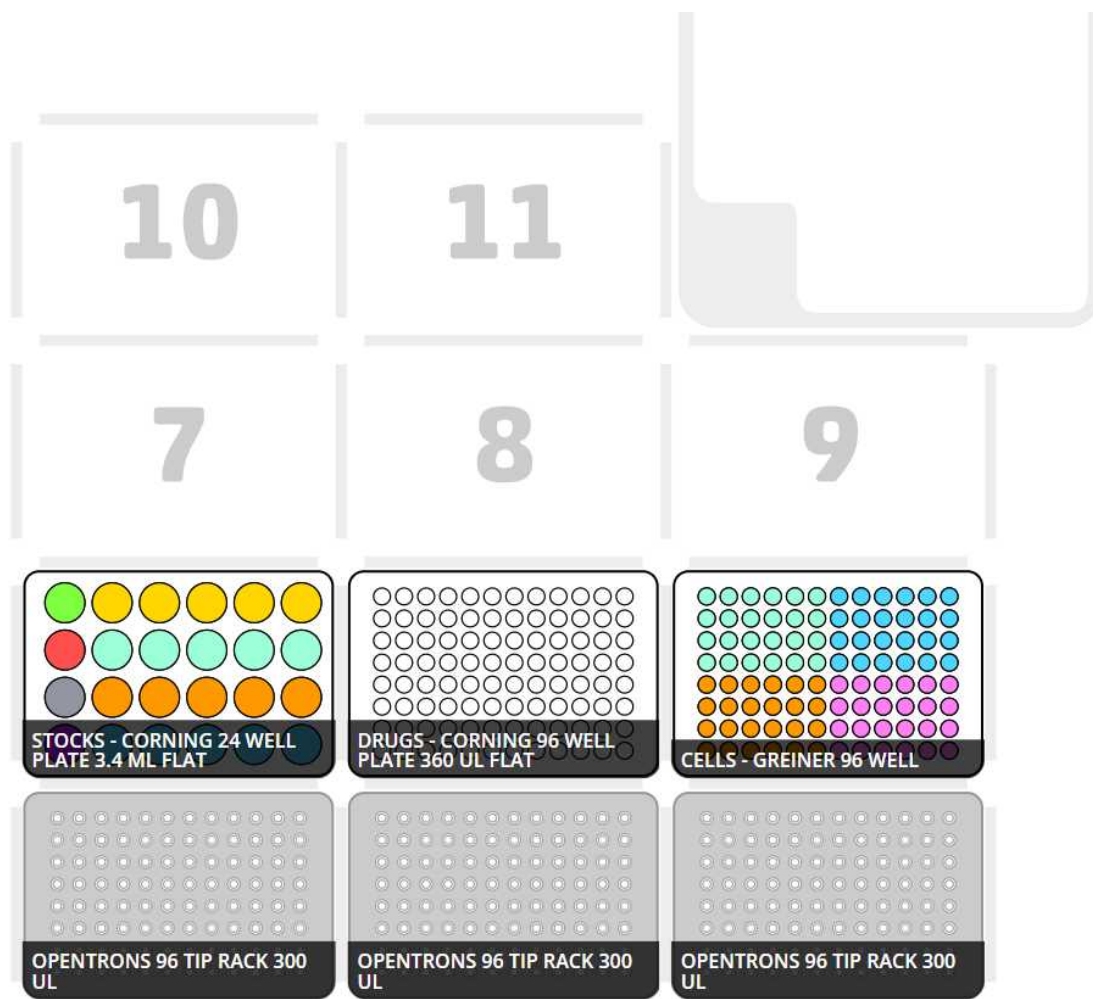 10
11
7
8
9
STOCKS - CORNING 24 WELL
PLATE 3.4 ML FLAT
DRUGS - CORNING 96 WELL
PLATE 360 UL FLAT
CELLS - GREINER 96 WELL
OPENTRONS 96 TIP RACK 300
UL
OPENTRONS 96 TIP RACK 300
UL
OPENTRONS 96 TIP RACK 300
UL